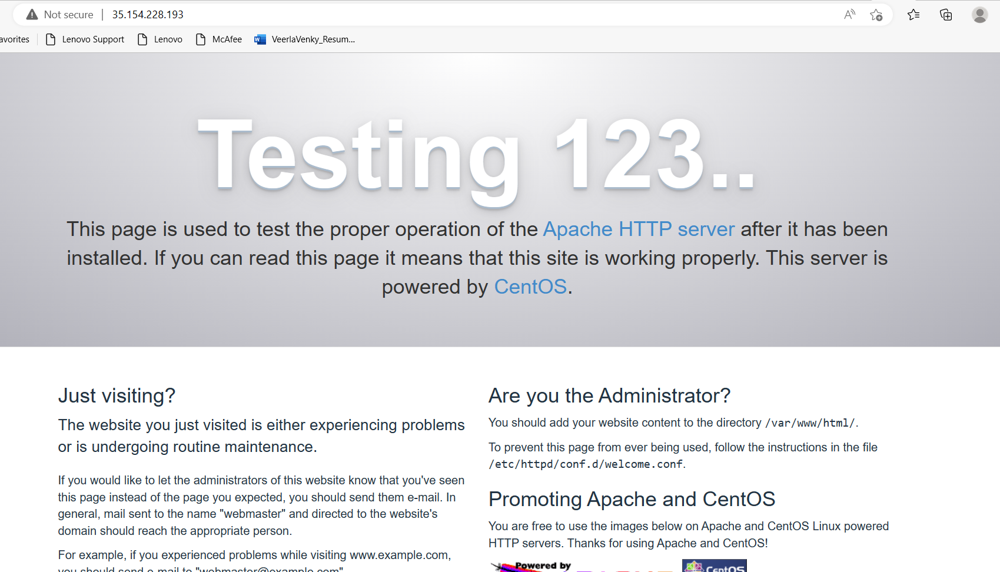 Not secure | 35.154.228.193
avorites
Lenovo Support
Lenovo
McAfee
VeerlaVenky_Resum...
Testing 123..
This page is used to test the proper operation of the Apache HTTP server after it has been
installed. If you can read this page it means that this site is working properly. This server is
powered by CentOS.
Just visiting?
The website you just visited is either experiencing problems
or is undergoing routine maintenance.
If you would like to let the administrators of this website know that you've seen
this page instead of the page you expected, you should send them e-mail. In
general, mail sent to the name "webmaster" and directed to the website's
domain should reach the appropriate person.
For example, if you experienced problems while visiting www.example.com,
you should send e-mail to "webmaster@example.com".
Are you the Administrator?
You should add your website content to the directory /var/www/html/.
To prevent this page from ever being used, follow the instructions in the file
/etc/httpd/conf.d/welcome.conf.
Promoting Apache and CentOS
You are free to use the images below on Apache and CentOS Linux powered
HTTP servers. Thanks for using Apache and CentOS!
Powered by
CentOS